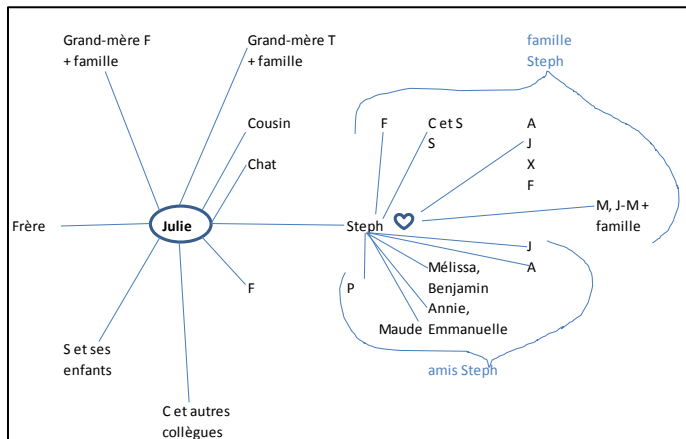 Grand-mère F
+ famille
Grand-mère T
+ famille
famille
Steph
Cousin
Chat
F
C et S
S
A
J
X
F
M, J-M +
famille
Frère
Julie
Steph
J
A
F
P
Mélissa,
Benjamin
Annie,
Emmanuelle
Maude
S et ses
enfants
amis Steph
C et autres
collègues